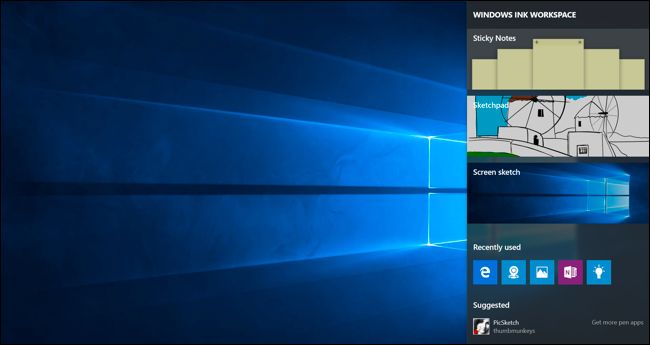 WINDOWS INK WORKSPACE
Sticky Notes
Sketchpad
Screen sketch
Recently used
Suggested
PicSketch
thumbmunkeys
Get more pen apps